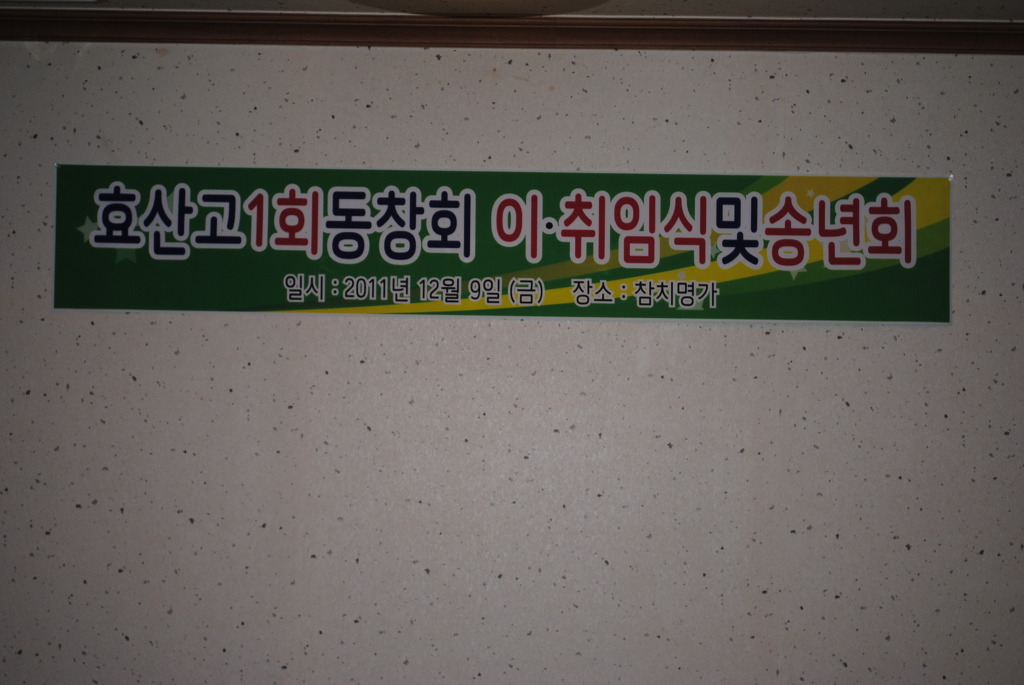 효산고1회동창회 이·취임식및송년회
일시 : 2011년 12월 9일 (금) 장소 : 참치명가